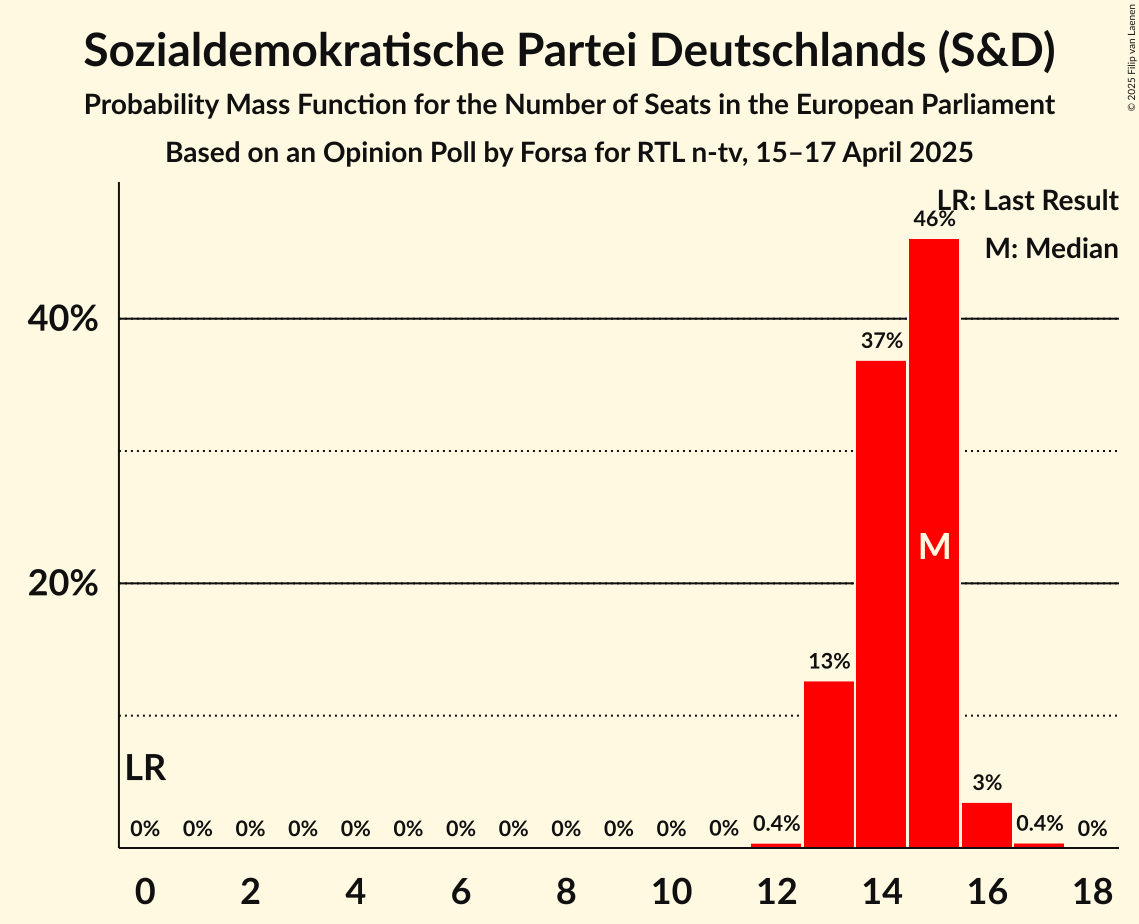 Sozialdemokratische Partei Deutschlands (S&D)
Probability Mass Function for the Number of Seats in the European Parliament
Based on an Opinion Poll by Forsa for RTL n-tv, 15–17 April 2025
© 2025 Filip van Laenen
LR: Last Result
M: Median
46%
40%
37%
M
20%
13%
LR
3%
0% 0% 0% 0% 0% 0% 0% 0% 0% 0% 0% 0% 0.4% 0.4% 0%
0 2 4 6 8 10 12 14 16 18